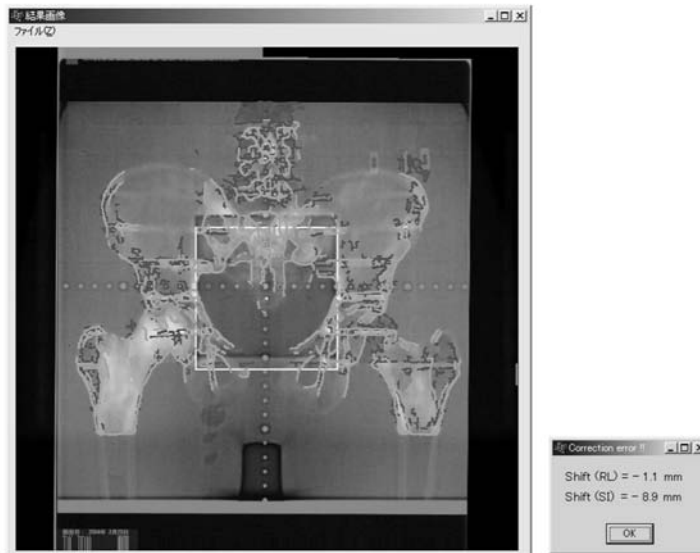 結果画像
ファイル(Z)
Correction error !!
Shift (RL) = - 1.1 mm
Shift (SI) = - 8.9 mm
OK